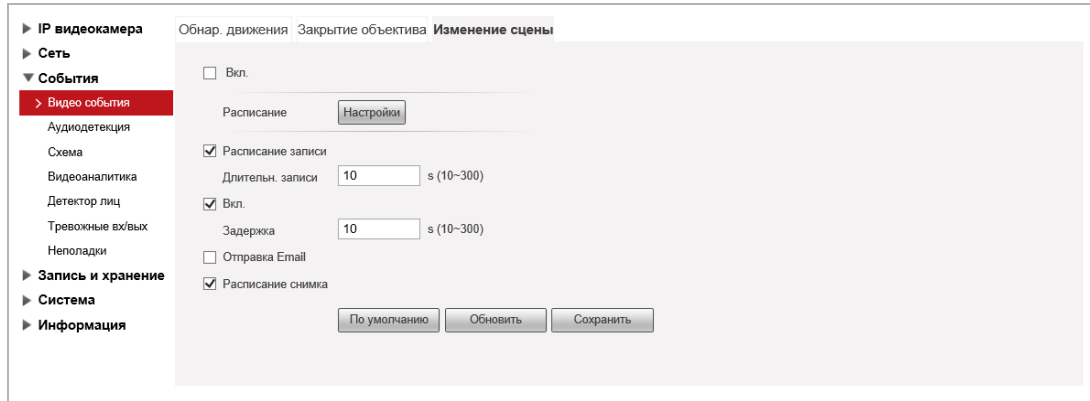 IP видеокамера
Сеть
События
Видео события
Аудиодетекция
Схема
Видеоаналитика
Детектор лиц
Тревожные вх/вых
Неполадки
Запись и хранение
Система
Информация
Обнар. движения Закрытие объектива Изменение сцены
Вкл.
Расписание Настройки
Расписание записи
Длительн. записи 10 s (10~300)
Вкл.
Задержка 10 s (10~300)
Отправка Email
Расписание снимка
По умолчанию Обновить Сохранить